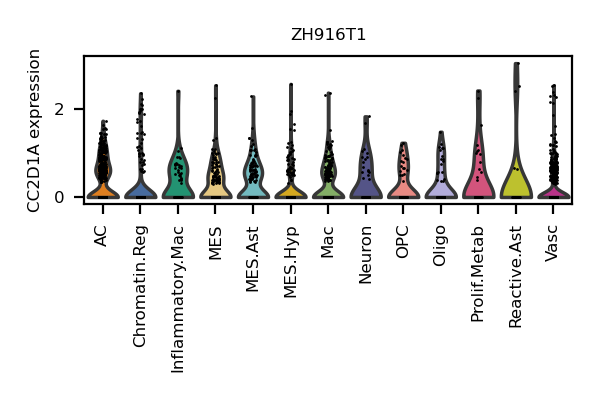 ZH916T1
CC2D1A expression
2
0
AC
Chromatin.Reg
Inflammatory.Mac
MES
MES.Ast
MES.Hyp
Mac
Neuron
OPC
Oligo
Prolif.Metab
Reactive.Ast
Vasc